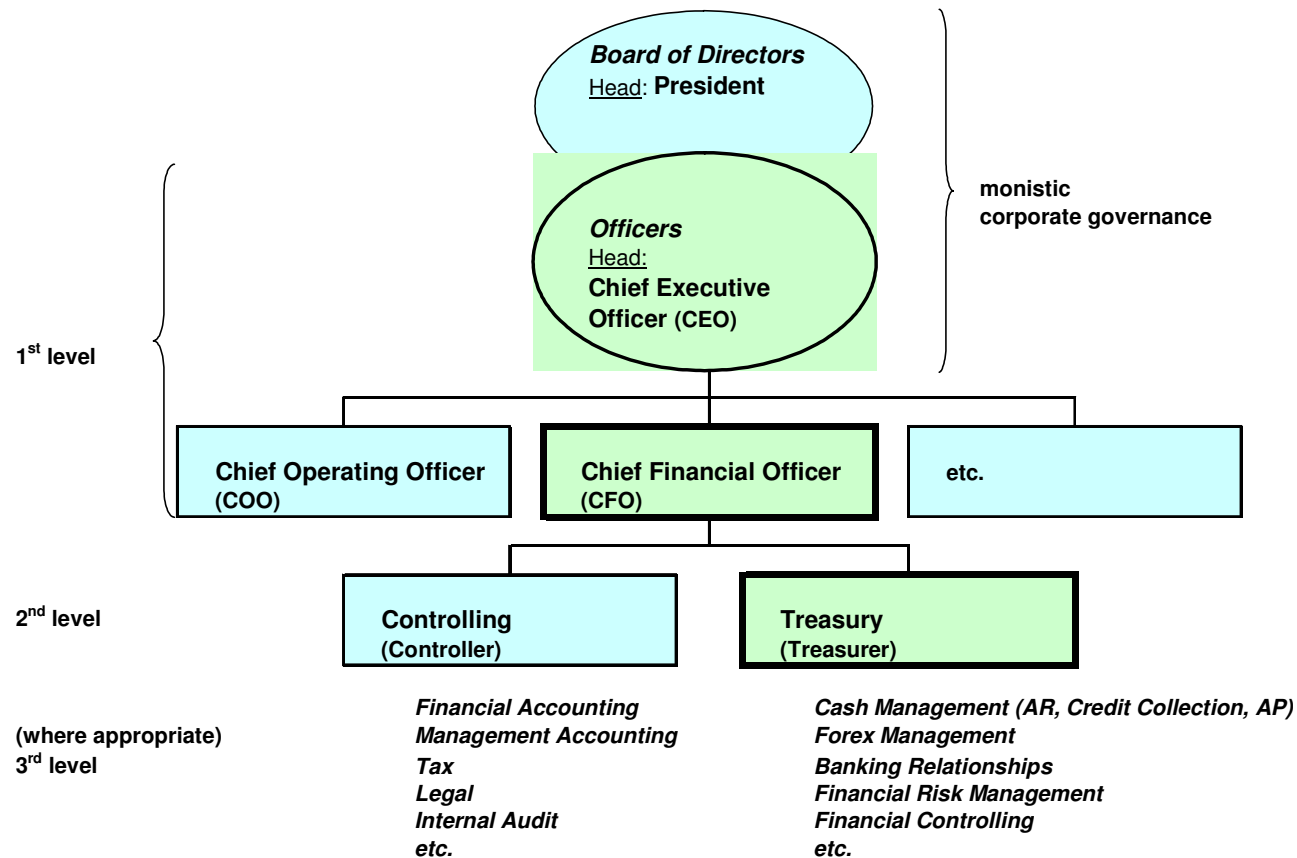 Board of Directors
Head: President
monistic
corporate governance
Officers
Head:
Chief Executive
Officer (CEO)
1st level
Chief Operating Officer
(COO)
Chief Financial Officer
(CFO)
etc.
2nd level
Controlling
(Controller)
Treasury
(Treasurer)
(where appropriate)
3rd level
Financial Accounting
Management Accounting
Tax
Legal
Internal Audit
etc.
Cash Management (AR, Credit Collection, AP)
Forex Management
Banking Relationships
Financial Risk Management
Financial Controlling
etc.